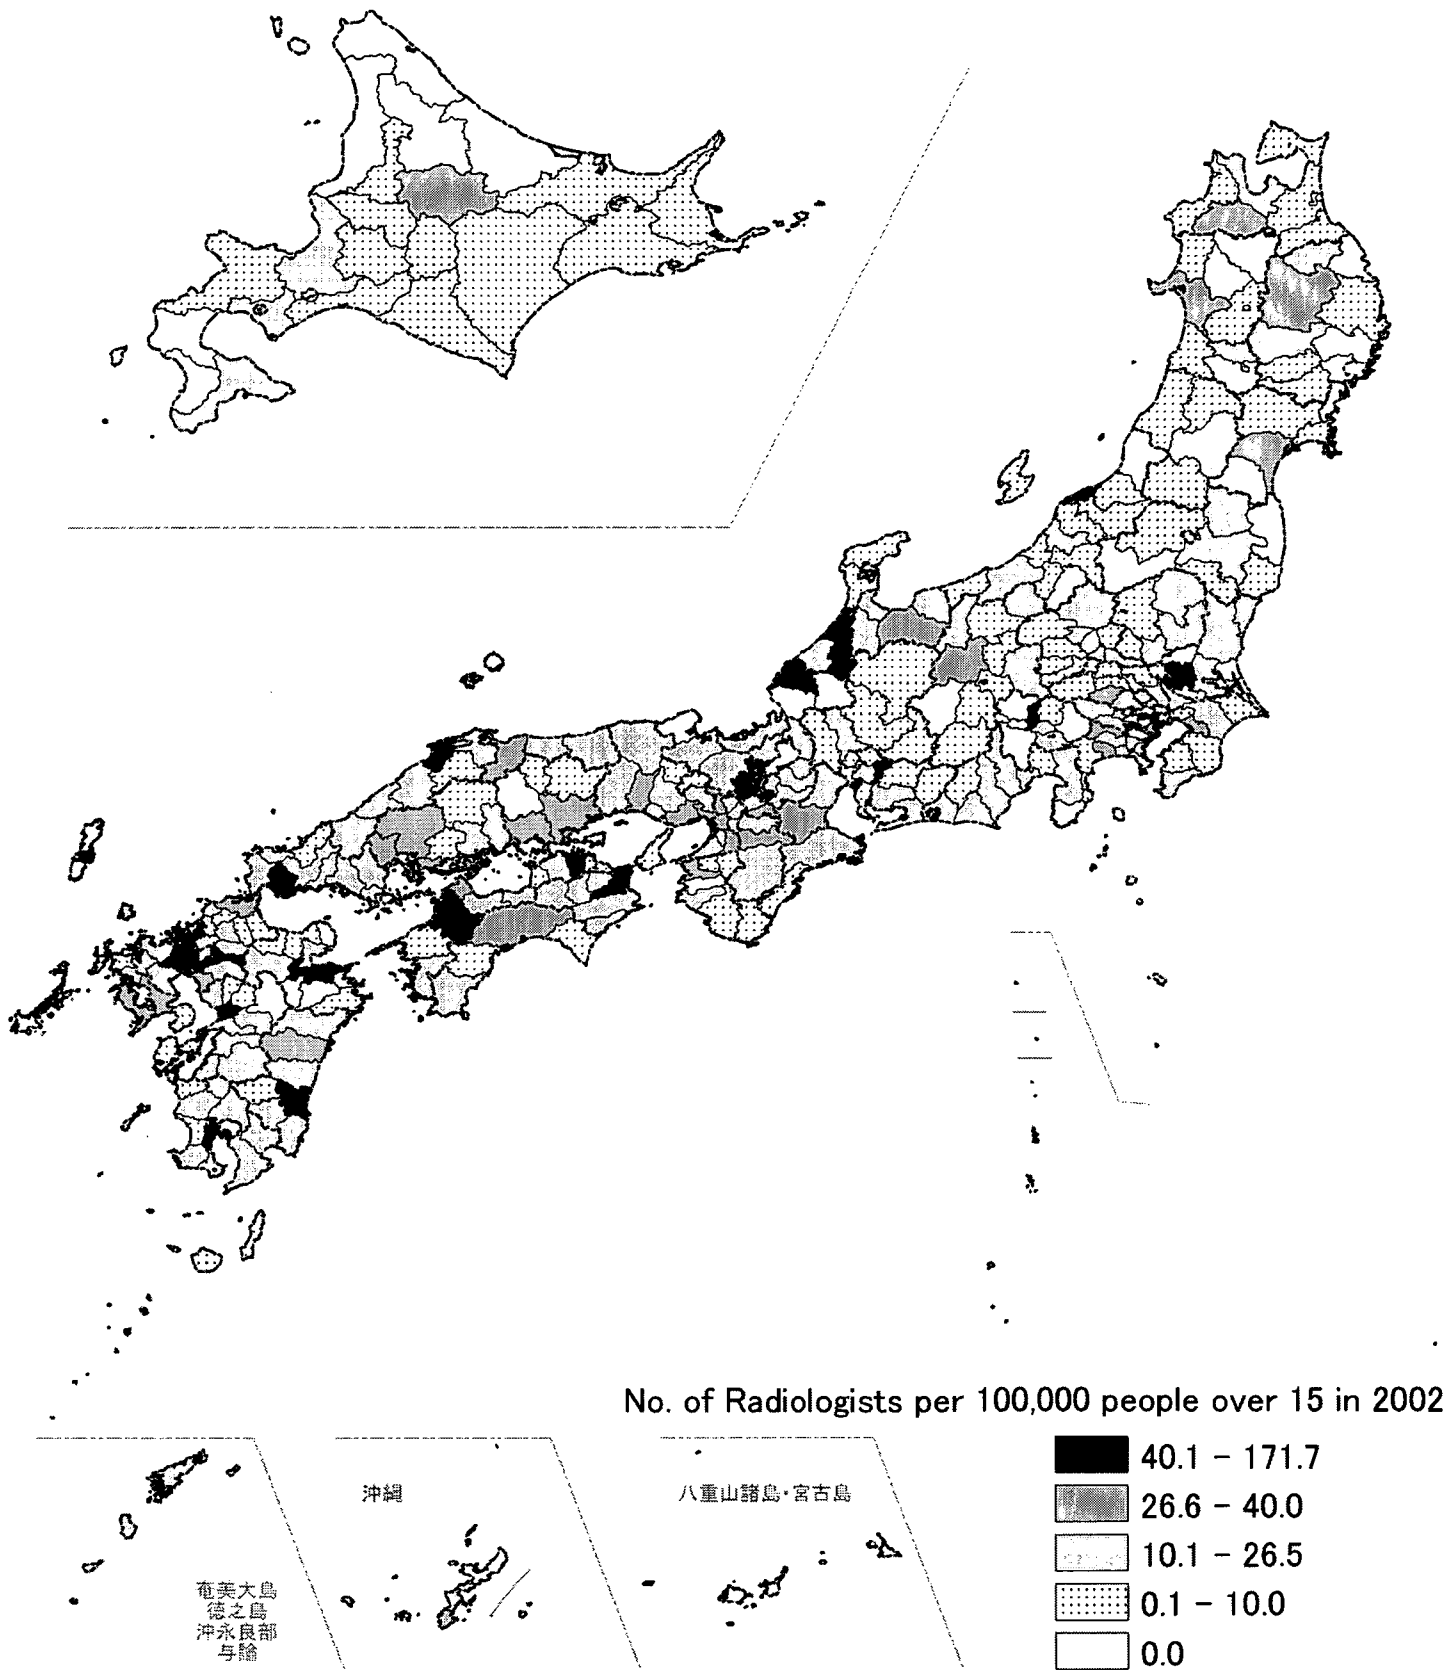 No. of Radiologists per 100,000 people over 15 in 2002
40.1 - 171.7
26.6 - 40.0
10.1 - 26.5
0.1 - 10.0
0.0
沖縄
八重山諸島・宮古島
奄美大島
徳之島
沖永良部
与論